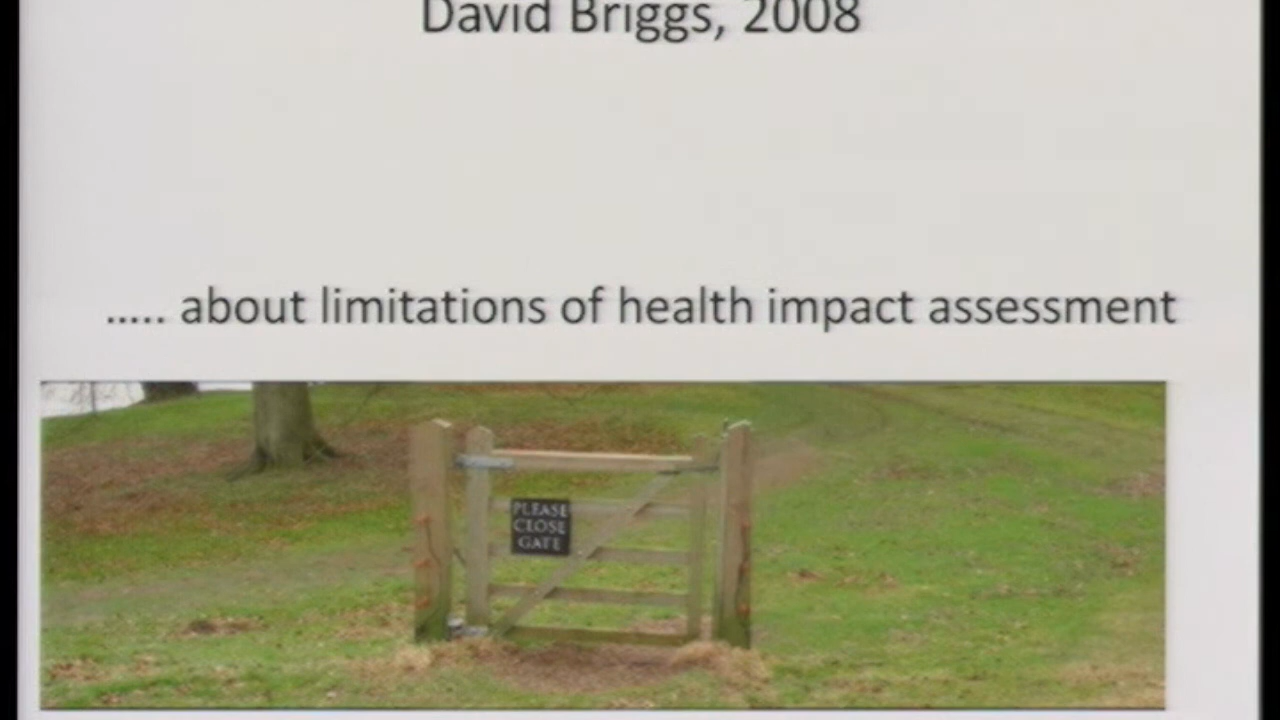 David Briggs, 2008
..... about limitations of health impact assessment
PLEASE
CLOSE
GATE